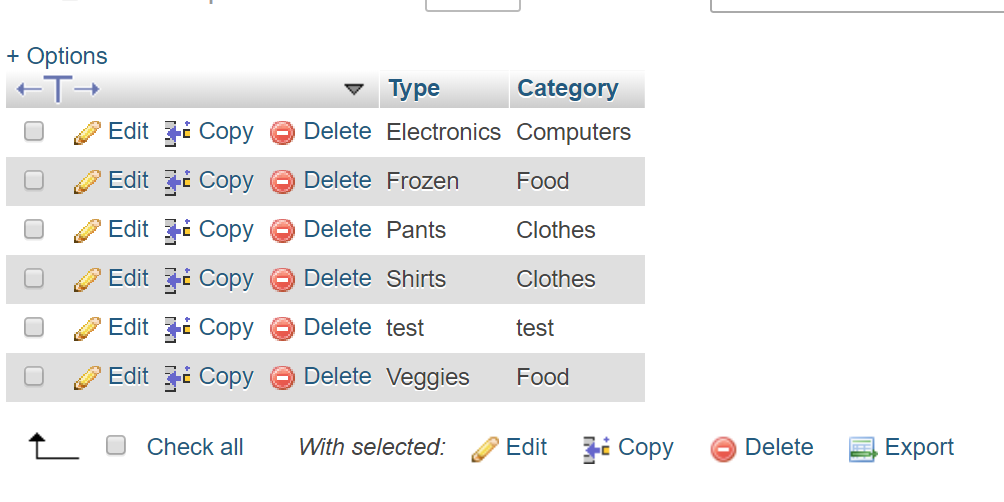 + Options
Type Category
Edit Copy Delete Electronics Computers
Edit Copy Delete Frozen Food
Edit Copy Delete Pants Clothes
Edit Copy Delete Shirts Clothes
Edit Copy Delete test test
Edit Copy Delete Veggies Food
Check all With selected: Edit Copy Delete Export